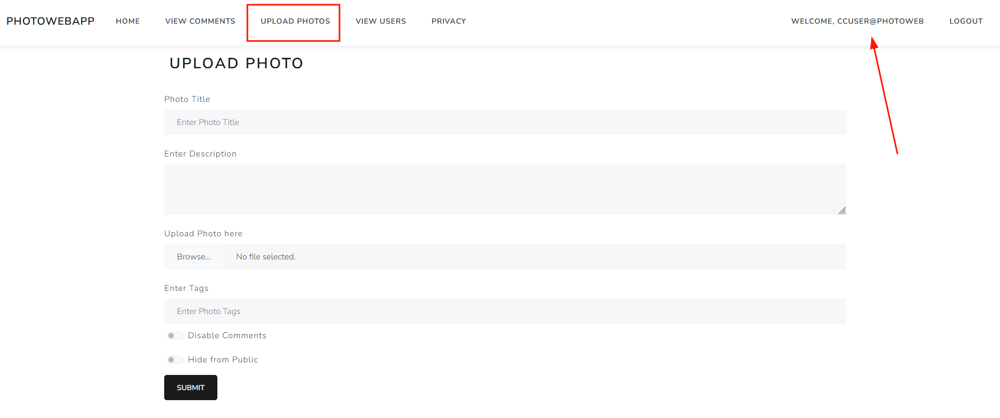 PHOTOWEBAPP HOME VIEW COMMENTS UPLOAD PHOTOS VIEW USERS PRIVACY WELCOME, CCUSER@PHOTOWEB LOGOUT
UPLOAD PHOTO
Photo Title
Enter Photo Title
Enter Description
Upload Photo here
Browse... No file selected.
Enter Tags
Enter Photo Tags
Disable Comments
Hide from Public
SUBMIT